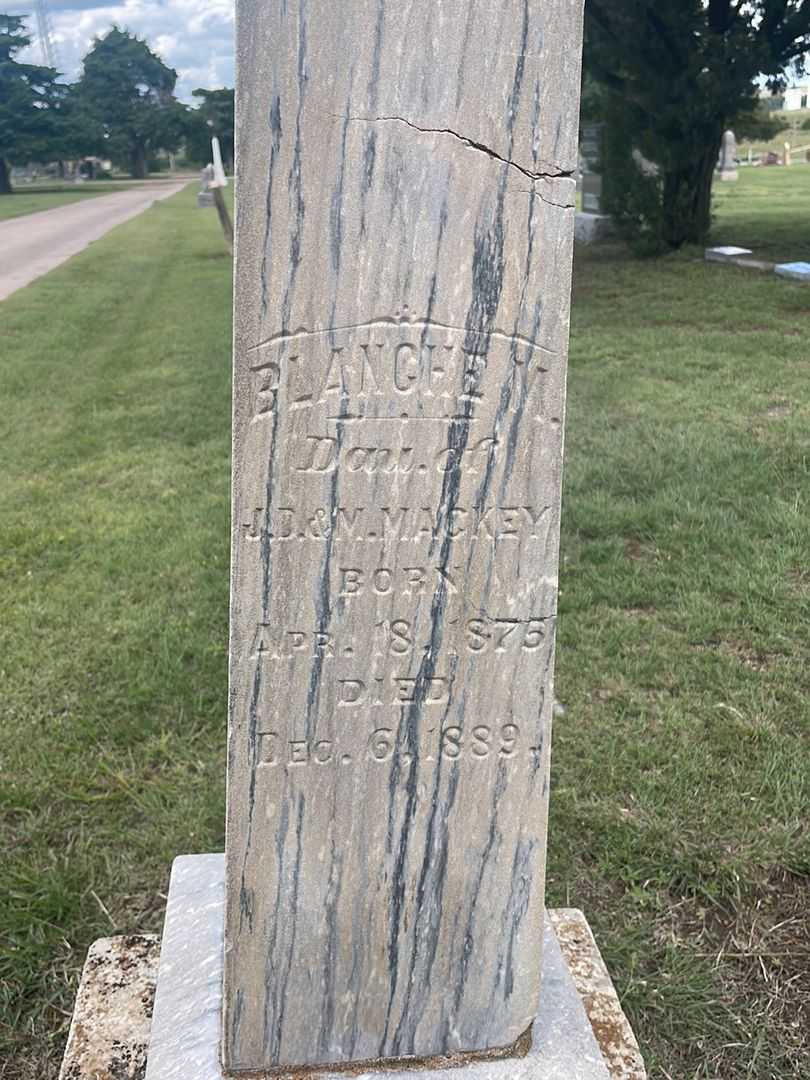 BLANCHE M.
Dau. of
J.D. & M. MACKEY
BORN
APR. 18, 1875
DIED
DEC. 6, 1889.